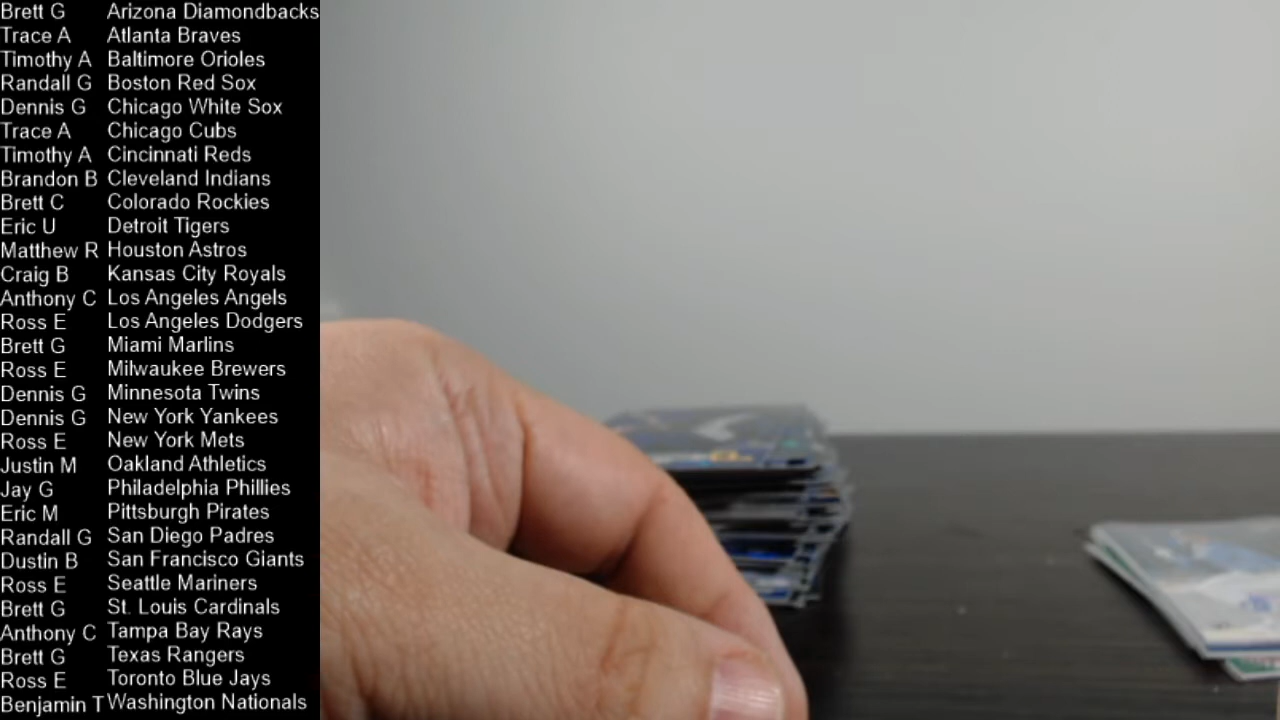 Brett G Arizona Diamondbacks
Trace A Atlanta Braves
Timothy A Baltimore Orioles
Randall G Boston Red Sox
Dennis G Chicago White Sox
Trace A Chicago Cubs
Timothy A Cincinnati Reds
Brandon B Cleveland Indians
Brett C Colorado Rockies
Eric U Detroit Tigers
Matthew R Houston Astros
Craig B Kansas City Royals
Anthony C Los Angeles Angels
Ross E Los Angeles Dodgers
Brett G Miami Marlins
Ross E Milwaukee Brewers
Dennis G Minnesota Twins
Dennis G New York Yankees
Ross E New York Mets
Justin M Oakland Athletics
Jay G Philadelphia Phillies
Eric M Pittsburgh Pirates
Randall G San Diego Padres
Dustin B San Francisco Giants
Ross E Seattle Mariners
Brett G St. Louis Cardinals
Anthony C Tampa Bay Rays
Brett G Texas Rangers
Ross E Toronto Blue Jays
Benjamin T Washington Nationals